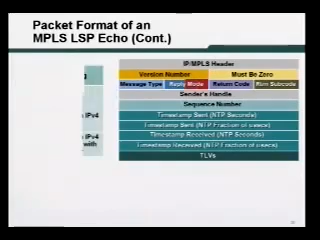 Packet Format of an
MPLS LSP Echo (Cont.)
IP/MPLS Header
Version Number Must Be Zero
Message Type Reply Mode Return Code Rtrn Subcode
Sender's Handle
Sequence Number
Timestamp Sent (NTP Seconds)
IPv4
Timestamp Sent (NTP Fraction of usecs)
Timestamp Received (NTP Seconds)
IPv4
with
Timestamp Received (NTP Fraction of usecs)
TLVs